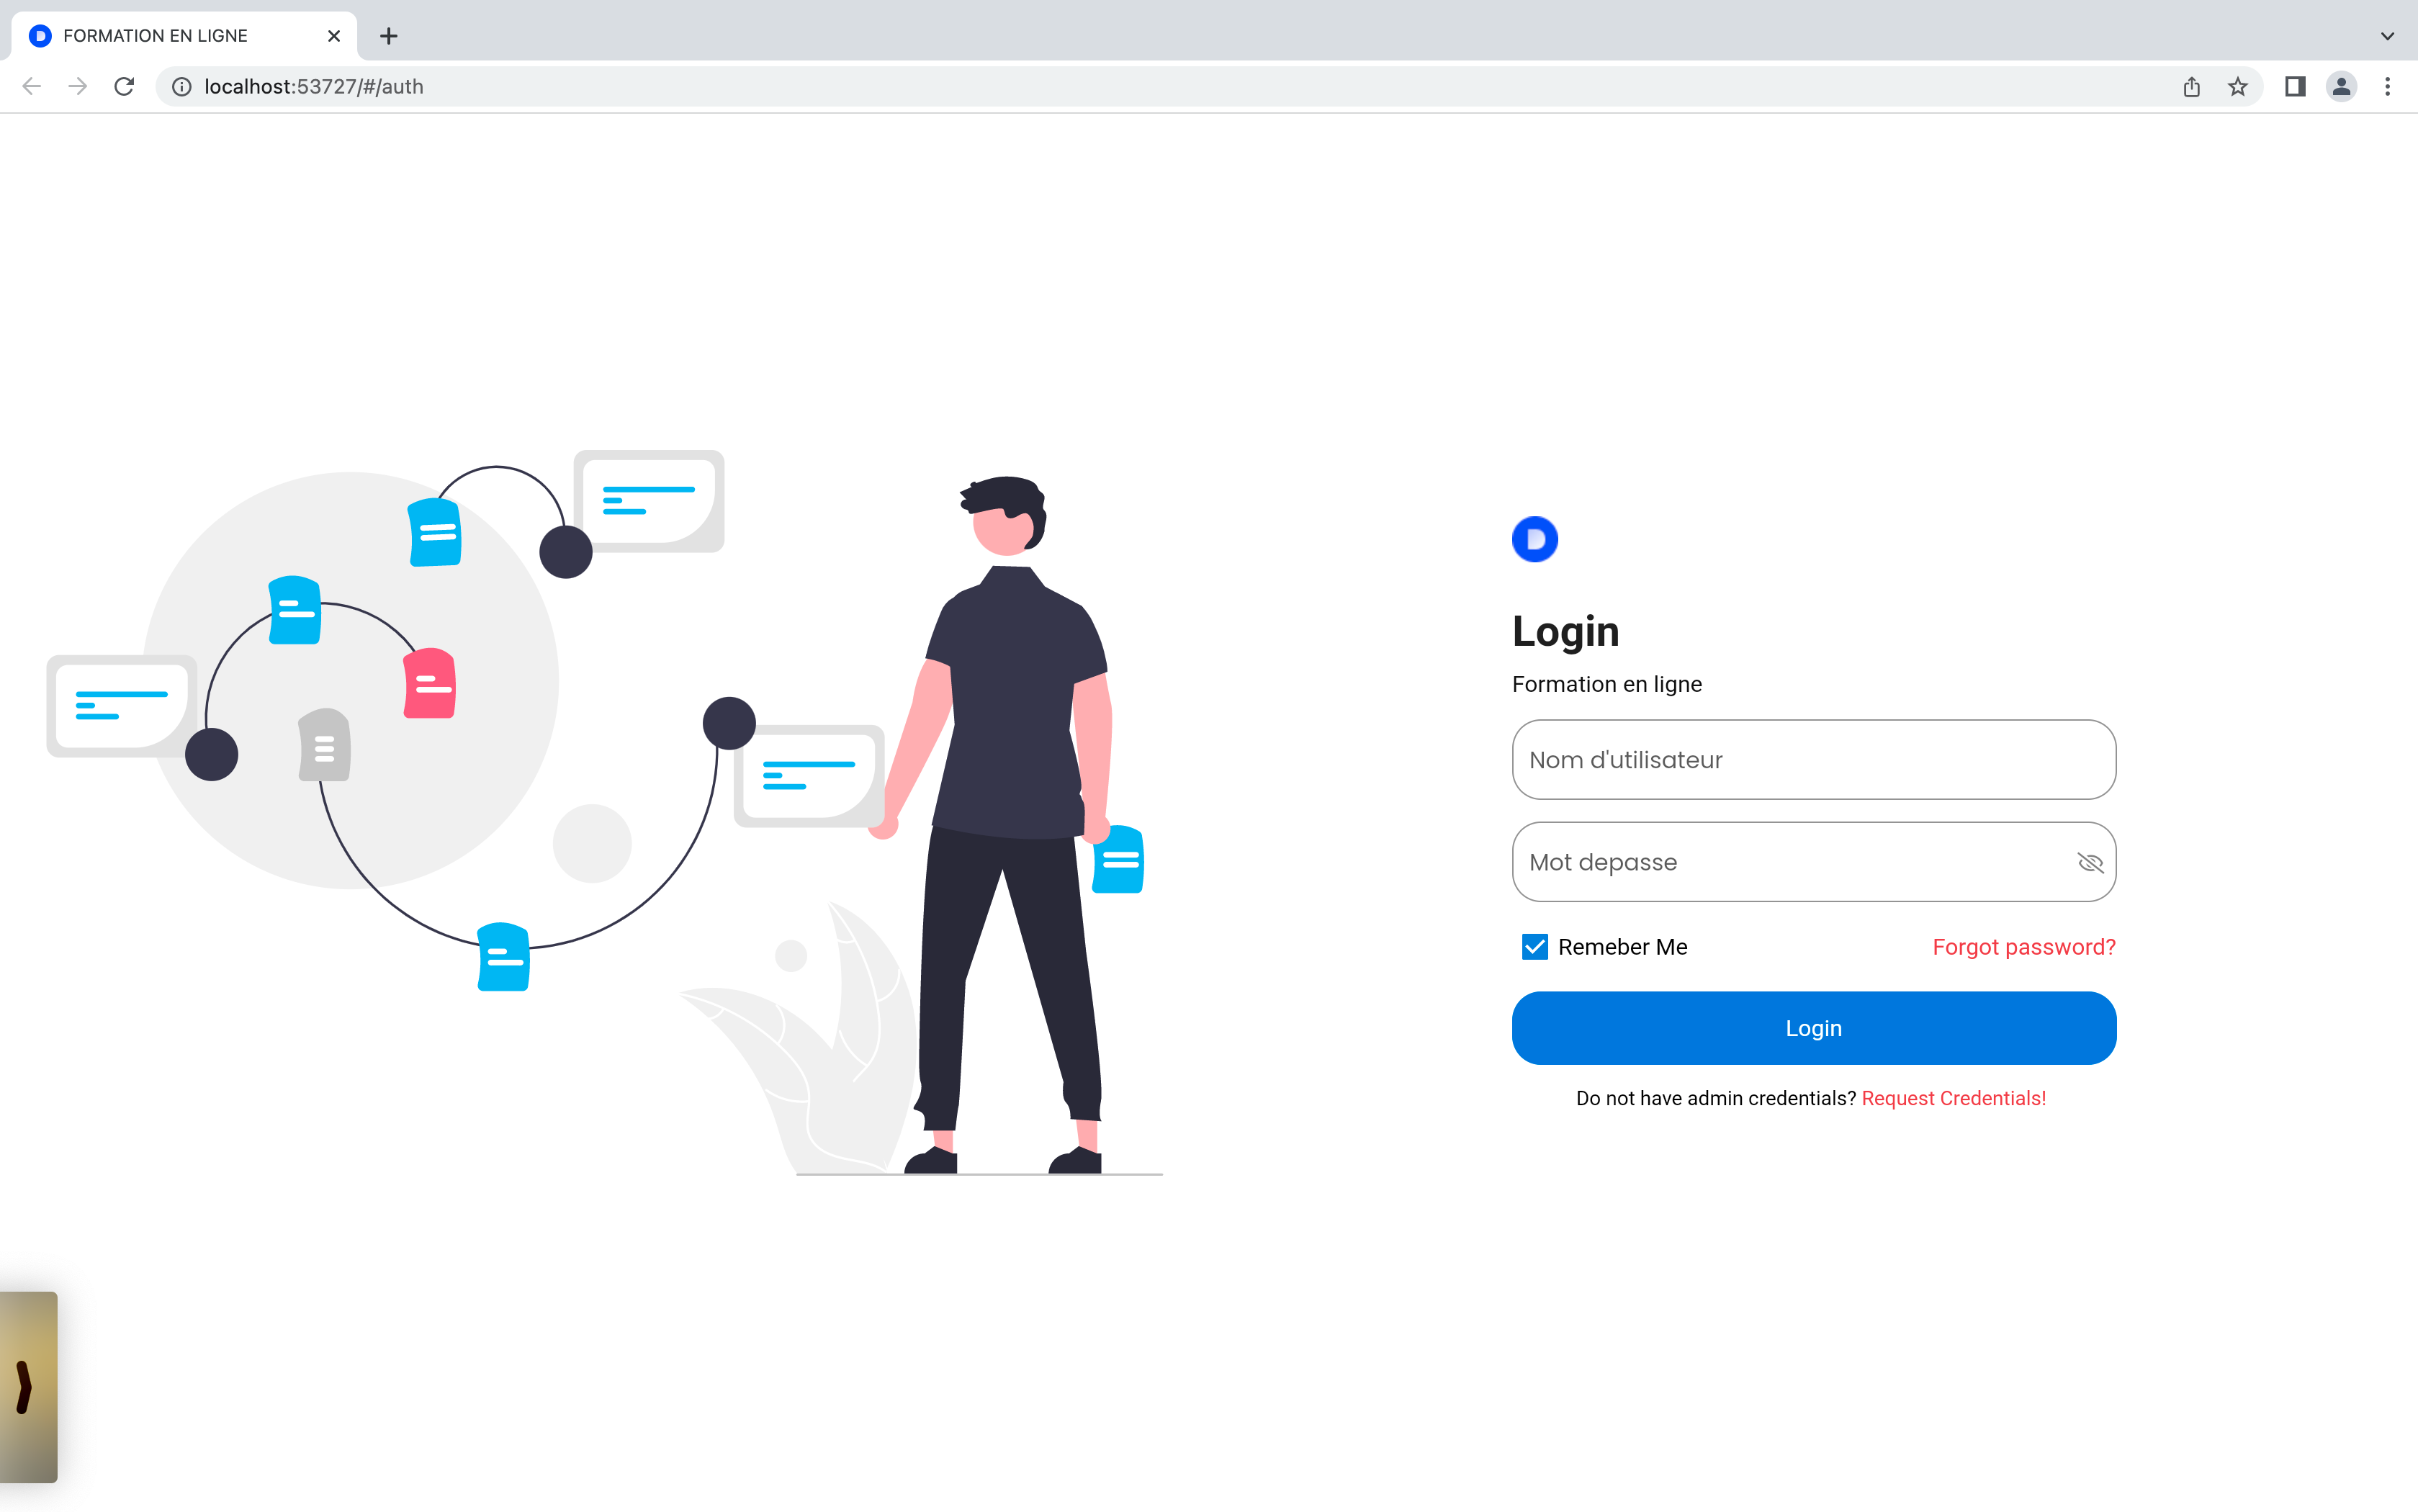 FORMATION EN LIGNE
localhost:53727/#/auth
D
Login
Formation en ligne
Nom d'utilisateur
Mot depasse
Remeber Me
Forgot password?
Login
Do not have admin credentials? Request Credentials!